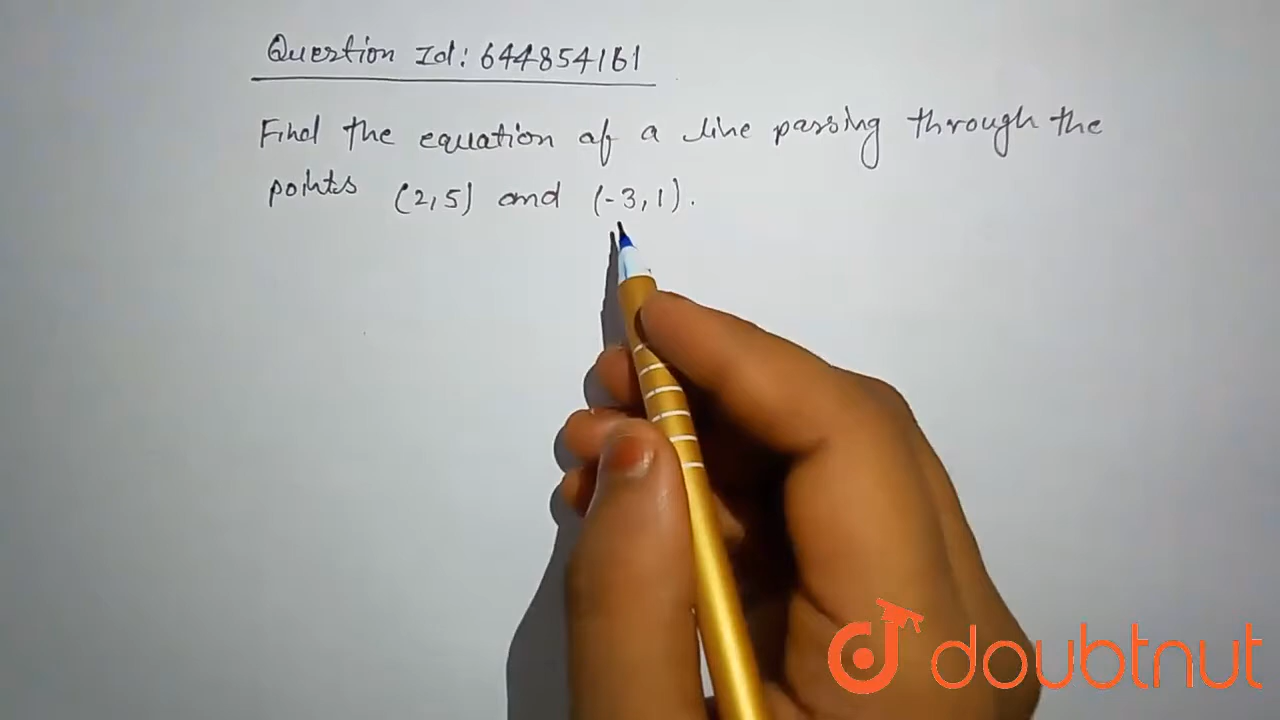 Question Id: 644854161
Find the equation of a line passing through the
points (2,5) and (-3,1).
doubtnut